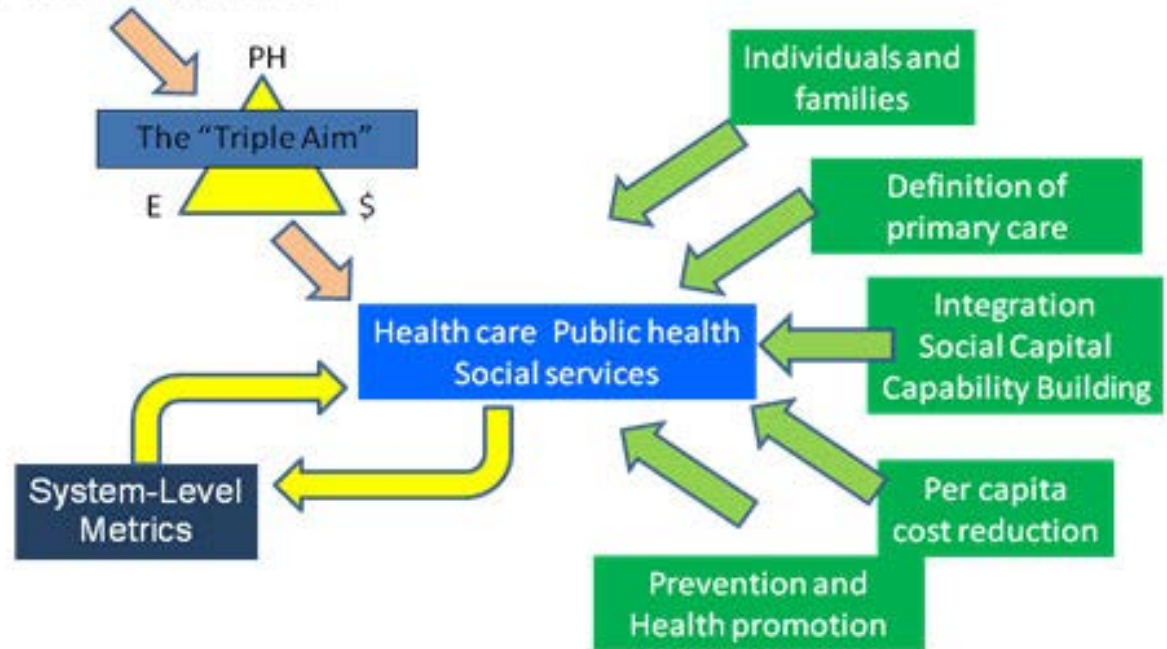 PH
The "Triple Aim"
E
$
Individuals and
families
Definition of
primary care
Health care Public health
Social services
Integration
Social Capital
Capability Building
System-Level
Metrics
Per capita
cost reduction
Prevention and
Health promotion